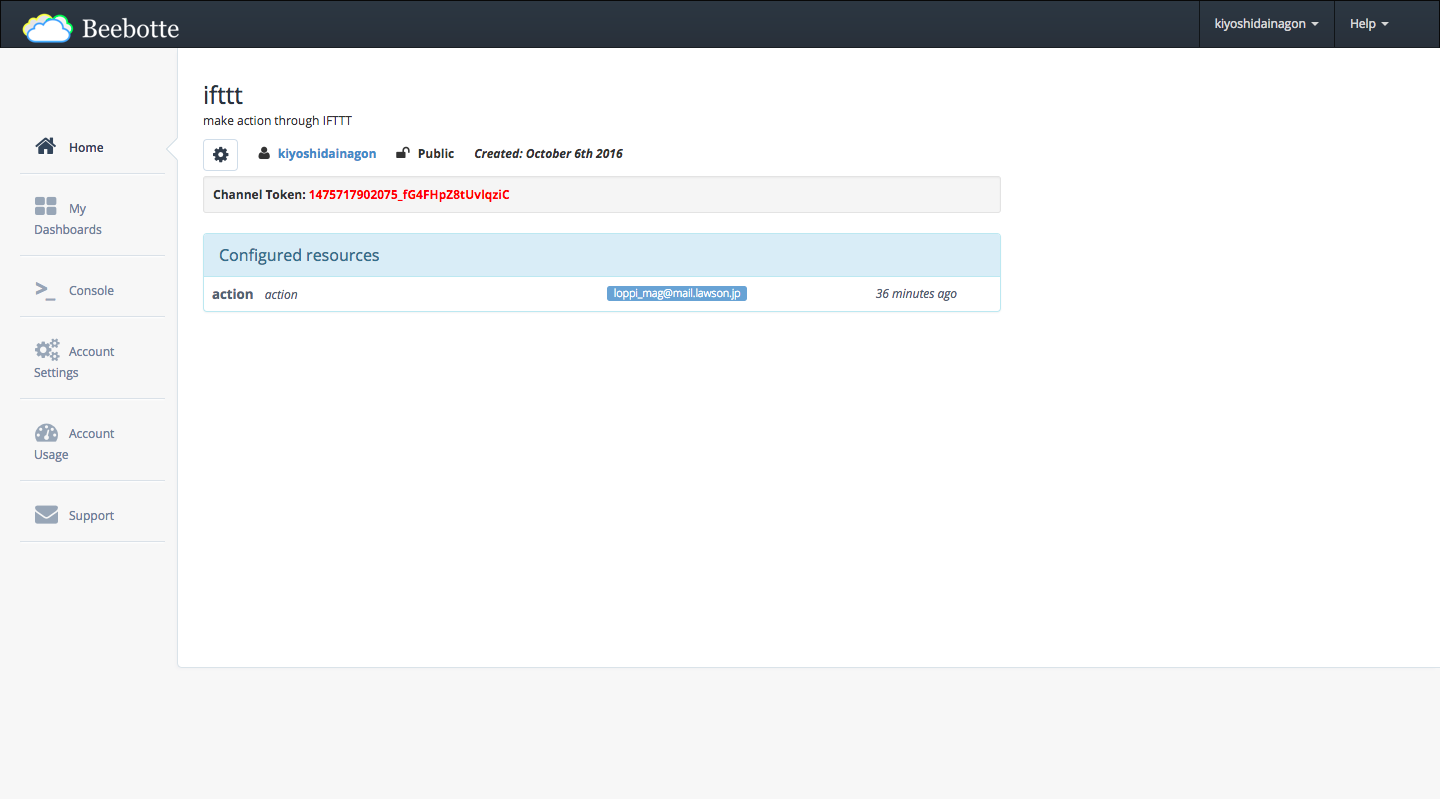 Beebotte
kiyoshidainagon
Help
ifttt
make action through IFTTT
kiyoshidainagon Public Created: October 6th 2016
Channel Token: 1475717902075_fG4FHpZ8tUvIqziC
Configured resources
action action loppi_mag@mail.lawson.jp 36 minutes ago
Home
My
Dashboards
Console
Account
Settings
Account
Usage
Support